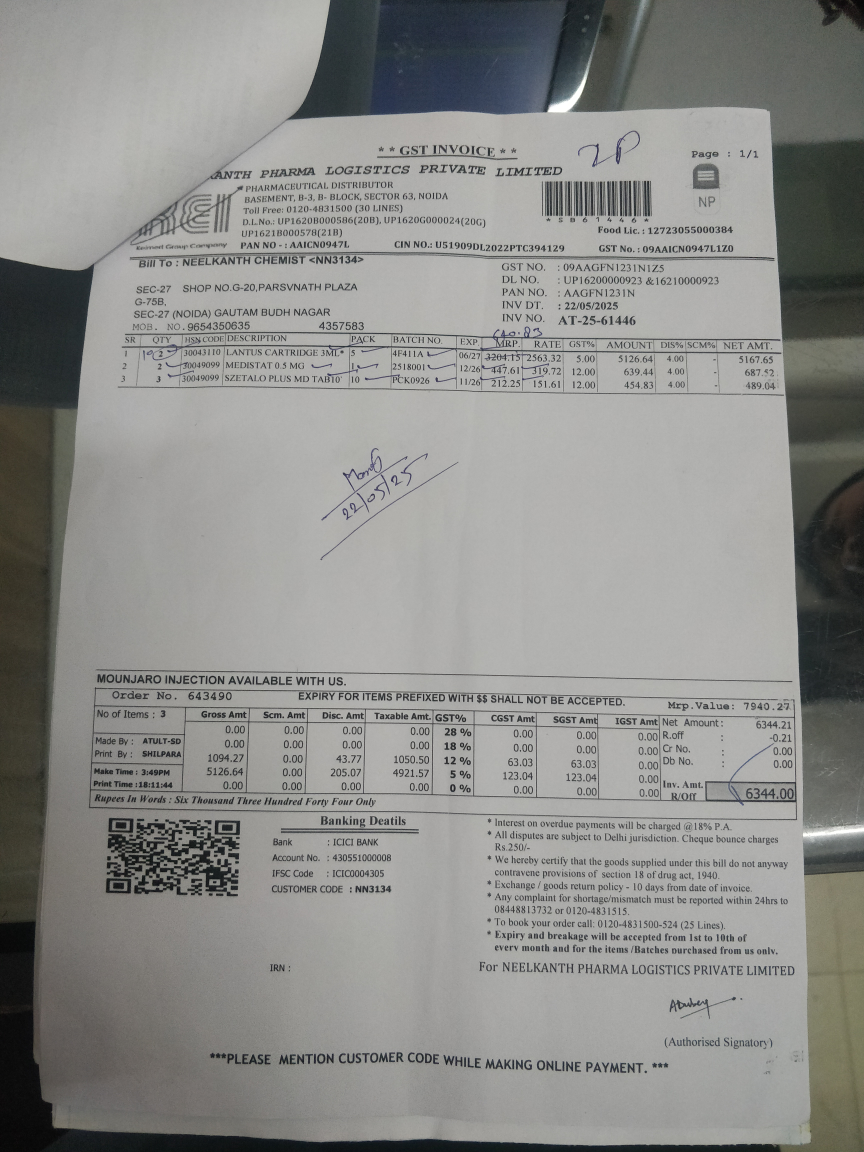 ** GST INVOICE **
2P
Page : 1/1
KANTH PHARMA LOGISTICS PRIVATE LIMITED
PHARMACEUTICAL DISTRIBUTOR
BASEMENT, B-3, B- BLOCK, SECTOR 63, NOIDA
Toll Free: 0120-4831500 (30 LINES)
D.L.No.: UP1620B000586(20B), UP1620G000024(20G)
UP1621B000578(21B)
PAN NO - : AAICN0947L
CIN NO.: U51909DL2022PTC394129
*SB61446*
NP
Food Lic.: 12723055000384
GST No.: 09AAICN0947L1Z0
Group Company
Bill To : NEELKANTH CHEMIST <NN3134>
SEC-27 SHOP NO.G-20,PARSVNATH PLAZA
G-75B,
SEC-27 (NOIDA) GAUTAM BUDH NAGAR
MOB. NO.9654350635 4357583
GST NO. : 09AAGFN1231N1Z5
DL NO. : UP16200000923 &16210000923
PAN NO. : AAGFN1231N
INV DT. : 22/05/2025
INV NO. : AT-25-61446
SR QTY HSN CODE DESCRIPTION PACK BATCH NO. EXP. MRP. RATE GST% AMOUNT DIS% SCM% NET AMT.
1 2 30043110 LANTUS CARTRIDGE 3ML* 5 4F411A 06/27 3204.15 2563.32 5.00 5126.64 4.00 - 5167.65
2 2 30049099 MEDISTAT 0.5 MG 1 2518001 12/26 447.61 319.72 12.00 639.44 4.00 - 687.52
3 3 30049099 SZETALO PLUS MD TAB10' 10 PCK0926 11/26 212.25 151.61 12.00 454.83 4.00 - 489.04
22/05/25
MOUNJARO INJECTION AVAILABLE WITH US.
Order No. 643490 EXPIRY FOR ITEMS PREFIXED WITH $$ SHALL NOT BE ACCEPTED. Mrp.Value: 7940.27
No of Items : 3
Made By : ATULT-SD
Print By : SHILPARA
Make Time : 3:49PM
Print Time :18:11:44
Gross Amt Scm. Amt Disc. Amt Taxable Amt. GST% CGST Amt SGST Amt IGST Amt
0.00 0.00 0.00 0.00 28 % 0.00 0.00 0.00
0.00 0.00 0.00 0.00 18 % 0.00 0.00 0.00
1094.27 0.00 43.77 1050.50 12 % 63.03 63.03 0.00
5126.64 0.00 205.07 4921.57 5 % 123.04 123.04 0.00
0.00 0.00 0.00 0.00 0 % 0.00 0.00 0.00
Net Amount: 6344.21
R.off : -0.21
Cr No. : 0.00
Db No. : 0.00
Inv. Amt. R/Off 6344.00
Rupees In Words : Six Thousand Three Hundred Forty Four Only
Banking Deatils
Bank : ICICI BANK
Account No. : 430551000008
IFSC Code : ICIC0004305
CUSTOMER CODE : NN3134
* Interest on overdue payments will be charged @18% P.A.
* All disputes are subject to Delhi jurisdiction. Cheque bounce charges
Rs.250/-
* We hereby certify that the goods supplied under this bill do not anyway
contravene provisions of section 18 of drug act, 1940.
* Exchange / goods return policy - 10 days from date of invoice.
* Any complaint for shortage/mismatch must be reported within 24hrs to
08448813732 or 0120-4831515.
* To book your order call: 0120-4831500-524 (25 Lines).
* Expiry and breakage will be accepted from 1st to 10th of
every month and for the items /Batches purchased from us only.
IRN :
For NEELKANTH PHARMA LOGISTICS PRIVATE LIMITED
(Authorised Signatory)
***PLEASE MENTION CUSTOMER CODE WHILE MAKING ONLINE PAYMENT. ***